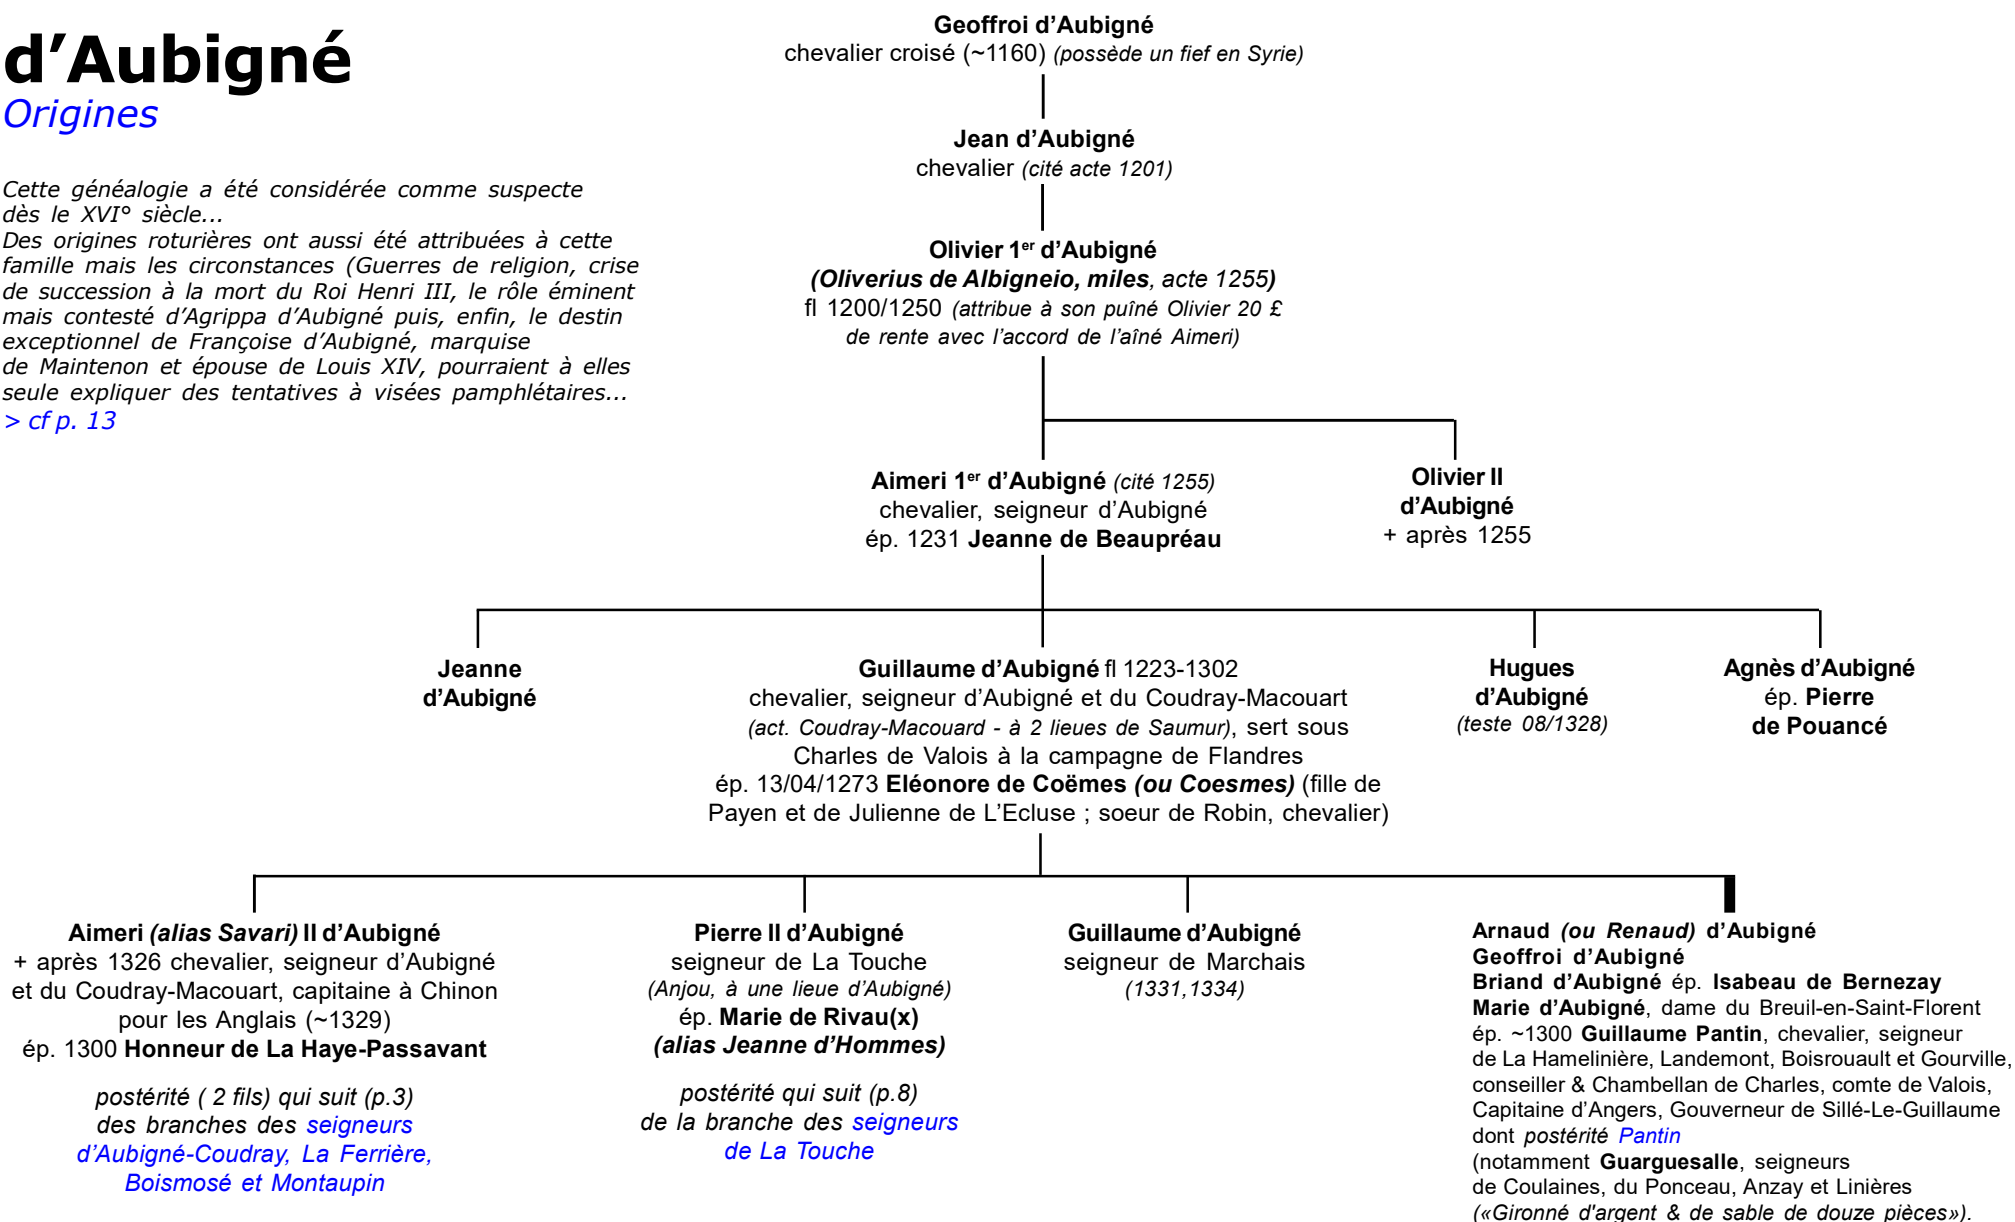 d’Aubigné
Origines
Cette généalogie a été considérée comme suspecte
dès le XVI° siècle...
Des origines roturières ont aussi été attribuées à cette
famille mais les circonstances (Guerres de religion, crise
de succession à la mort du Roi Henri III, le rôle éminent
mais contesté d’Agrippa d’Aubigné puis, enfin, le destin
exceptionnel de Françoise d’Aubigné, marquise
de Maintenon et épouse de Louis XIV, pourraient à elles
seule expliquer des tentatives à visées pamphlétaires...
> cf p. 13
Geoffroi d’Aubigné
chevalier croisé (~1160) (possède un fief en Syrie)
Jean d’Aubigné
chevalier (cité acte 1201)
Olivier 1er d’Aubigné
(Oliverius de Albigneio, miles, acte 1255)
fl 1200/1250 (attribue à son puîné Olivier 20 £
de rente avec l’accord de l’aîné Aimeri)
Aimeri 1er d’Aubigné (cité 1255)
chevalier, seigneur d’Aubigné
ép. 1231 Jeanne de Beaupréau
Olivier II
d’Aubigné
+ après 1255
Jeanne
d’Aubigné
Guillaume d’Aubigné fl 1223-1302
chevalier, seigneur d’Aubigné et du Coudray-Macouart
(act. Coudray-Macouard - à 2 lieues de Saumur), sert sous
Charles de Valois à la campagne de Flandres
ép. 13/04/1273 Eléonore de Coëmes (ou Coesmes) (fille de
Payen et de Julienne de L’Ecluse ; soeur de Robin, chevalier)
Hugues
d’Aubigné
(teste 08/1328)
Agnès d’Aubigné
ép. Pierre
de Pouancé
Aimeri (alias Savari) II d’Aubigné
+ après 1326 chevalier, seigneur d’Aubigné
et du Coudray-Macouart, capitaine à Chinon
pour les Anglais (~1329)
ép. 1300 Honneur de La Haye-Passavant
postérité ( 2 fils) qui suit (p.3)
des branches des seigneurs
d’Aubigné-Coudray, La Ferrière,
Boismosé et Montaupin
Pierre II d’Aubigné
seigneur de La Touche
(Anjou, à une lieue d’Aubigné)
ép. Marie de Rivau(x)
(alias Jeanne d’Hommes)
postérité qui suit (p.8)
de la branche des seigneurs
de La Touche
Guillaume d’Aubigné
seigneur de Marchais
(1331,1334)
Arnaud (ou Renaud) d’Aubigné
Geoffroi d’Aubigné
Briand d’Aubigné ép. Isabeau de Bernezay
Marie d’Aubigné, dame du Breuil-en-Saint-Florent
ép. ~1300 Guillaume Pantin, chevalier, seigneur
de La Hamelinière, Landemont, Boisrouault et Gourville,
conseiller & Chambellan de Charles, comte de Valois,
Capitaine d’Angers, Gouverneur de Sillé-Le-Guillaume
dont postérité Pantin
(notamment Guarguesalle, seigneurs
de Coulaines, du Ponceau, Anzay et Linières
(«Gironné d'argent & de sable de douze pièces»).